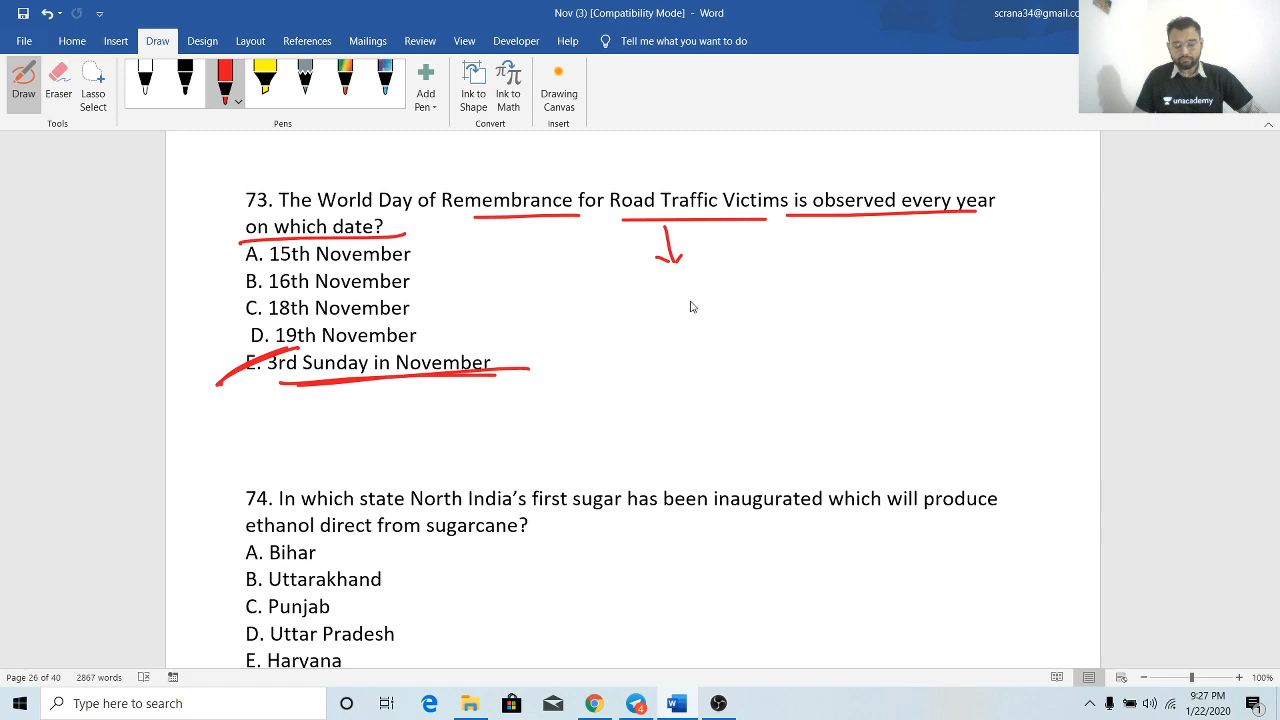 Nov (3) [Compatibility Mode] - Word
scrana34@gmail.co
File Home Insert Draw Design Layout References Mailings Review View Developer Help Tell me what you want to do
Draw Eraser Lasso Select Add Pen Ink to Shape Ink to Math Drawing Canvas
Tools Pens Convert Insert
unacademy
73. The World Day of Remembrance for Road Traffic Victims is observed every year
on which date?
A. 15th November
B. 16th November
C. 18th November
D. 19th November
E. 3rd Sunday in November
74. In which state North India's first sugar has been inaugurated which will produce
ethanol direct from sugarcane?
A. Bihar
B. Uttarakhand
C. Punjab
D. Uttar Pradesh
E. Haryana
Page 26 of 40 2867 words 100%
Type here to search 4 9:27 PM
1/22/2020 1